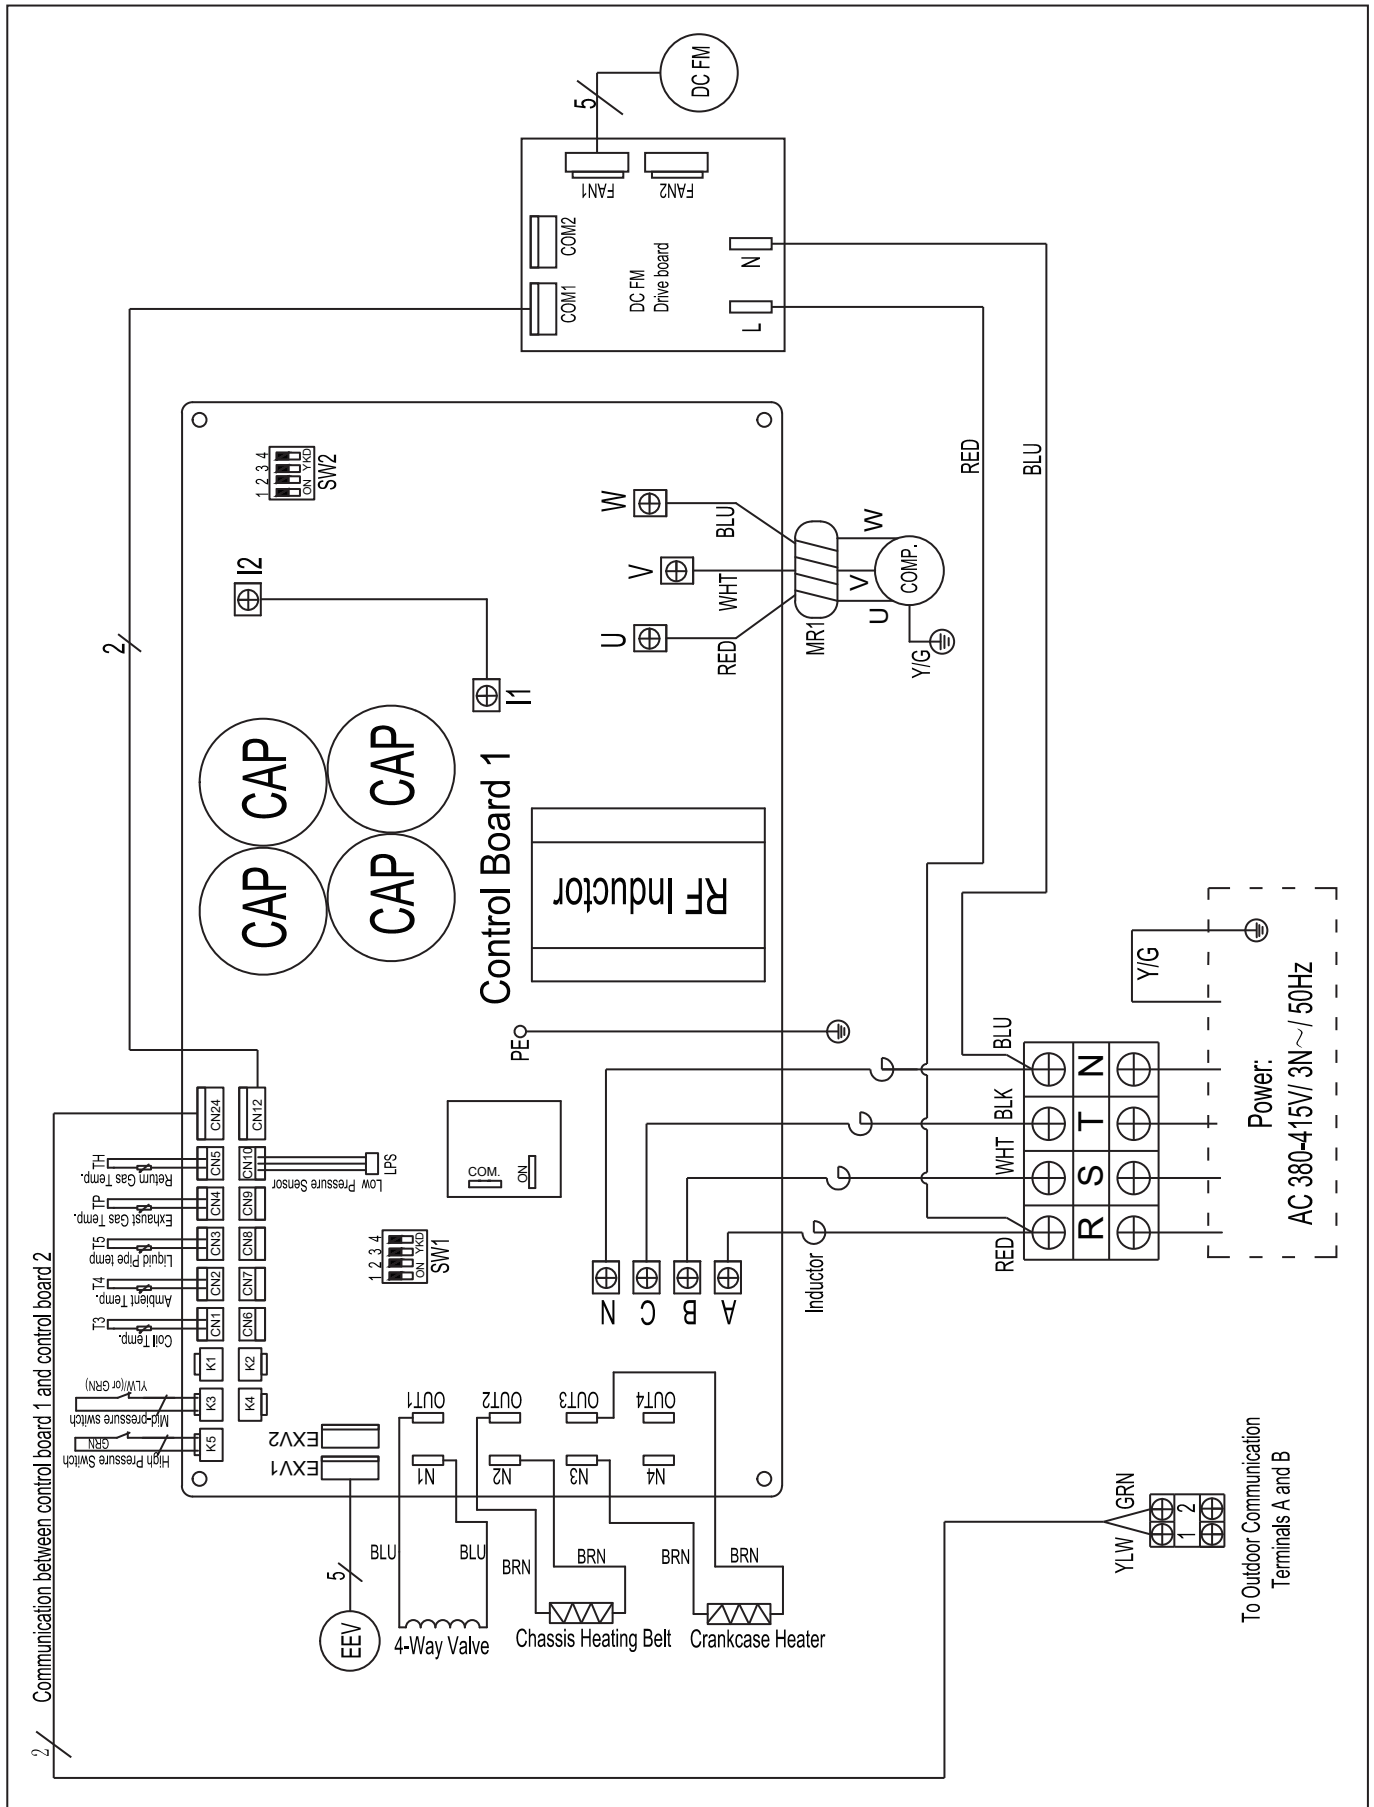 DC FM
5
FAN1
FAN2
COM2
COM1
DC FM
Drive board
N
L
RED
BLU
2
1 2 3 4
ON YKD
SW2
I2
I1
W
V
U
BLU
WHT
RED
MR1
W
V
U
COMP.
Y/G
CAP
CAP
CAP
CAP
Control Board 1
RF Inductor
PE
COM.
ON
1 2 3 4
ON YKD
SW1
CN24
CN12
CN5
CN10
CN4
CN9
CN3
CN8
CN2
CN7
CN1
CN6
K1
K2
K3
K4
K5
TH
Return Gas Temp.
TP
Exhaust Gas Temp.
T5
Liquid Pipe temp
T4
Ambient Temp.
T3
Coil Temp.
YLW(or GRN)
Mid-pressure switch
GRN
High Pressure Switch
LPS
Low Pressure Sensor
Communication between control board 1 and control board 2
2
EXV2
EXV1
OUT1
OUT2
OUT3
OUT4
N1
N2
N3
N4
N
C
B
A
Inductor
5
EEV
BLU
BLU
4-Way Valve
BRN
BRN
Chassis Heating Belt
BRN
BRN
Crankcase Heater
BLU
BLK
WHT
RED
N
T
S
R
Y/G
Power:
AC 380-415V/ 3N~/ 50Hz
YLW
GRN
1 2
To Outdoor Communication
Terminals A and B